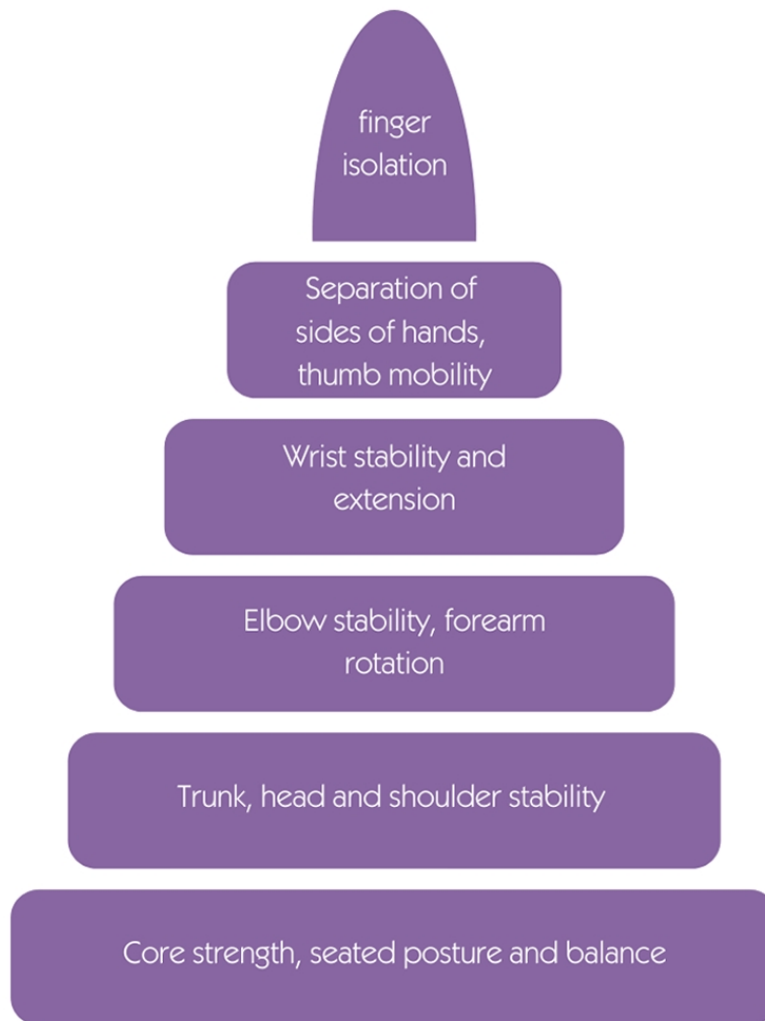 finger
isolation
Separation of
sides of hands,
thumb mobility
Wrist stability and
extension
Elbow stability, forearm
rotation
Trunk, head and shoulder stability
Core strength, seated posture and balance